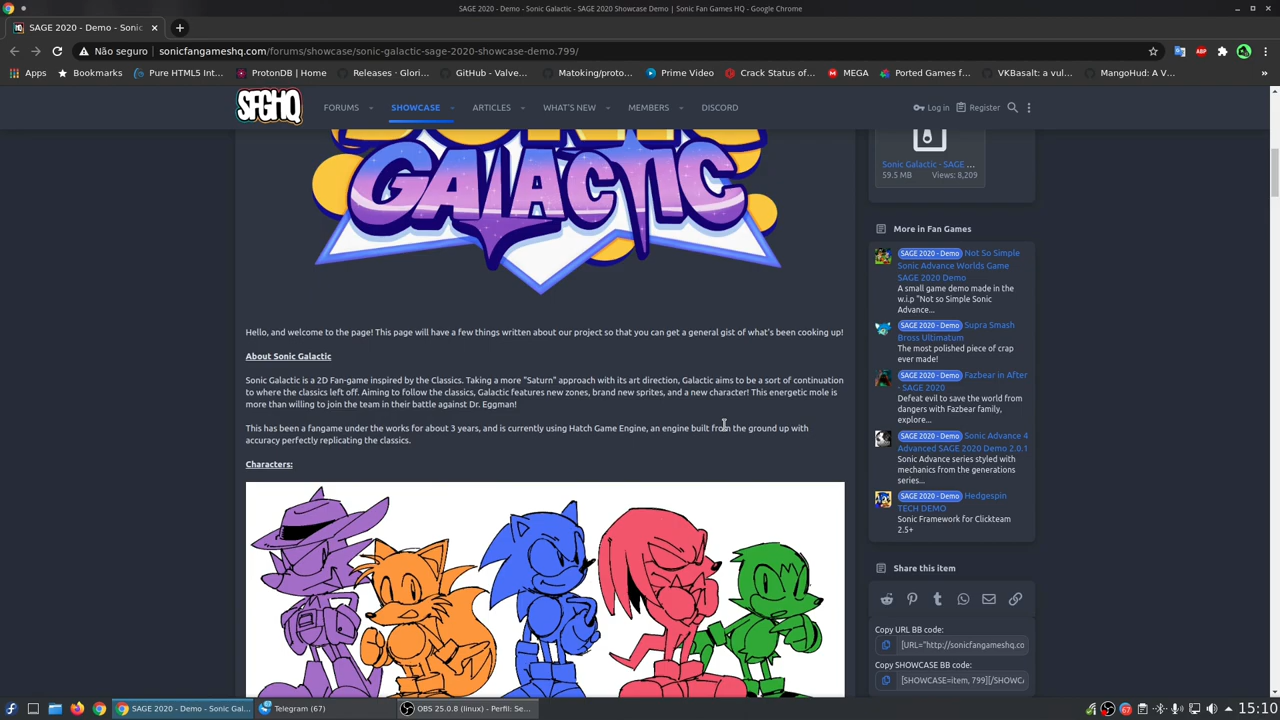 SAGE 2020 - Demo - Sonic Galactic - SAGE 2020 Showcase Demo | Sonic Fan Games HQ - Google Chrome
SAGE 2020 - Demo - Sonic
Não seguro
sonicfangameshq.com/forums/showcase/sonic-galactic-sage-2020-showcase-demo.799/
Apps
Bookmarks
Pure HTML5 Int...
ProtonDB | Home
Releases · Glori...
GitHub - Valve...
Matoking/proto...
Prime Video
Crack Status of...
MEGA
Ported Games f...
VKBasalt: a vul...
MangoHud: A V...
»
SFGHQ
FORUMS
SHOWCASE
ARTICLES
WHAT'S NEW
MEMBERS
DISCORD
Log in
Register
SONIC
GALACTIC
Hello, and welcome to the page! This page will have a few things written about our project so that you can get a general gist of what's been cooking up!
About Sonic Galactic
Sonic Galactic is a 2D Fan-game inspired by the Classics. Taking a more "Saturn" approach with its art direction, Galactic aims to be a sort of continuation
to where the classics left off. Aiming to follow the classics, Galactic features new zones, brand new sprites, and a new character! This energetic mole is
more than willing to join the team in their battle against Dr. Eggman!
This has been a fangame under the works for about 3 years, and is currently using Hatch Game Engine, an engine built from the ground up with
accuracy perfectly replicating the classics.
Characters:
Sonic Galactic - SAGE ...
59.5 MB
Views: 8,209
More in Fan Games
SAGE 2020 - Demo Not So Simple
Sonic Advance Worlds Game
SAGE 2020 Demo
A small game demo made in the
w.i.p "Not so Simple Sonic
Advance...
SAGE 2020 - Demo Supra Smash
Bross Ultimatum
The most polished piece of crap
ever made!
SAGE 2020 - Demo Fazbear in After
- SAGE 2020
Defeat evil to save the world from
dangers with Fazbear family,
explore...
SAGE 2020 - Demo Sonic Advance 4
Advanced SAGE 2020 Demo 2.0.1
Sonic Advance series styled with
mechanics from the generations
series...
SAGE 2020 - Demo Hedgespin
TECH DEMO
Sonic Framework for Clickteam
2.5+
Share this item
Copy URL BB code:
[URL="http://sonicfangameshq.co
Copy SHOWCASE BB code:
[SHOWCASE=item, 799][/SHOWCA
SAGE 2020 - Demo - Sonic Gal...
Telegram (67)
OBS 25.0.8 (linux) - Perfil: Se...
67
15:10